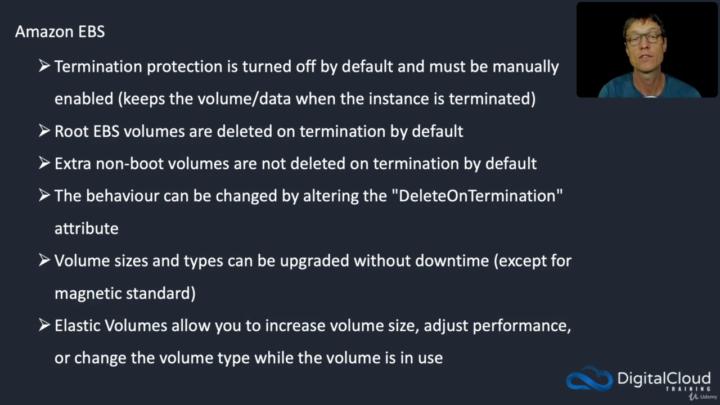 Amazon EBS
➢ Termination protection is turned off by default and must be manually
enabled (keeps the volume/data when the instance is terminated)
➢ Root EBS volumes are deleted on termination by default
➢ Extra non-boot volumes are not deleted on termination by default
➢ The behaviour can be changed by altering the "DeleteOnTermination"
attribute
➢ Volume sizes and types can be upgraded without downtime (except for
magnetic standard)
➢ Elastic Volumes allow you to increase volume size, adjust performance,
or change the volume type while the volume is in use
DigitalCloud
TRAINING
Udemy